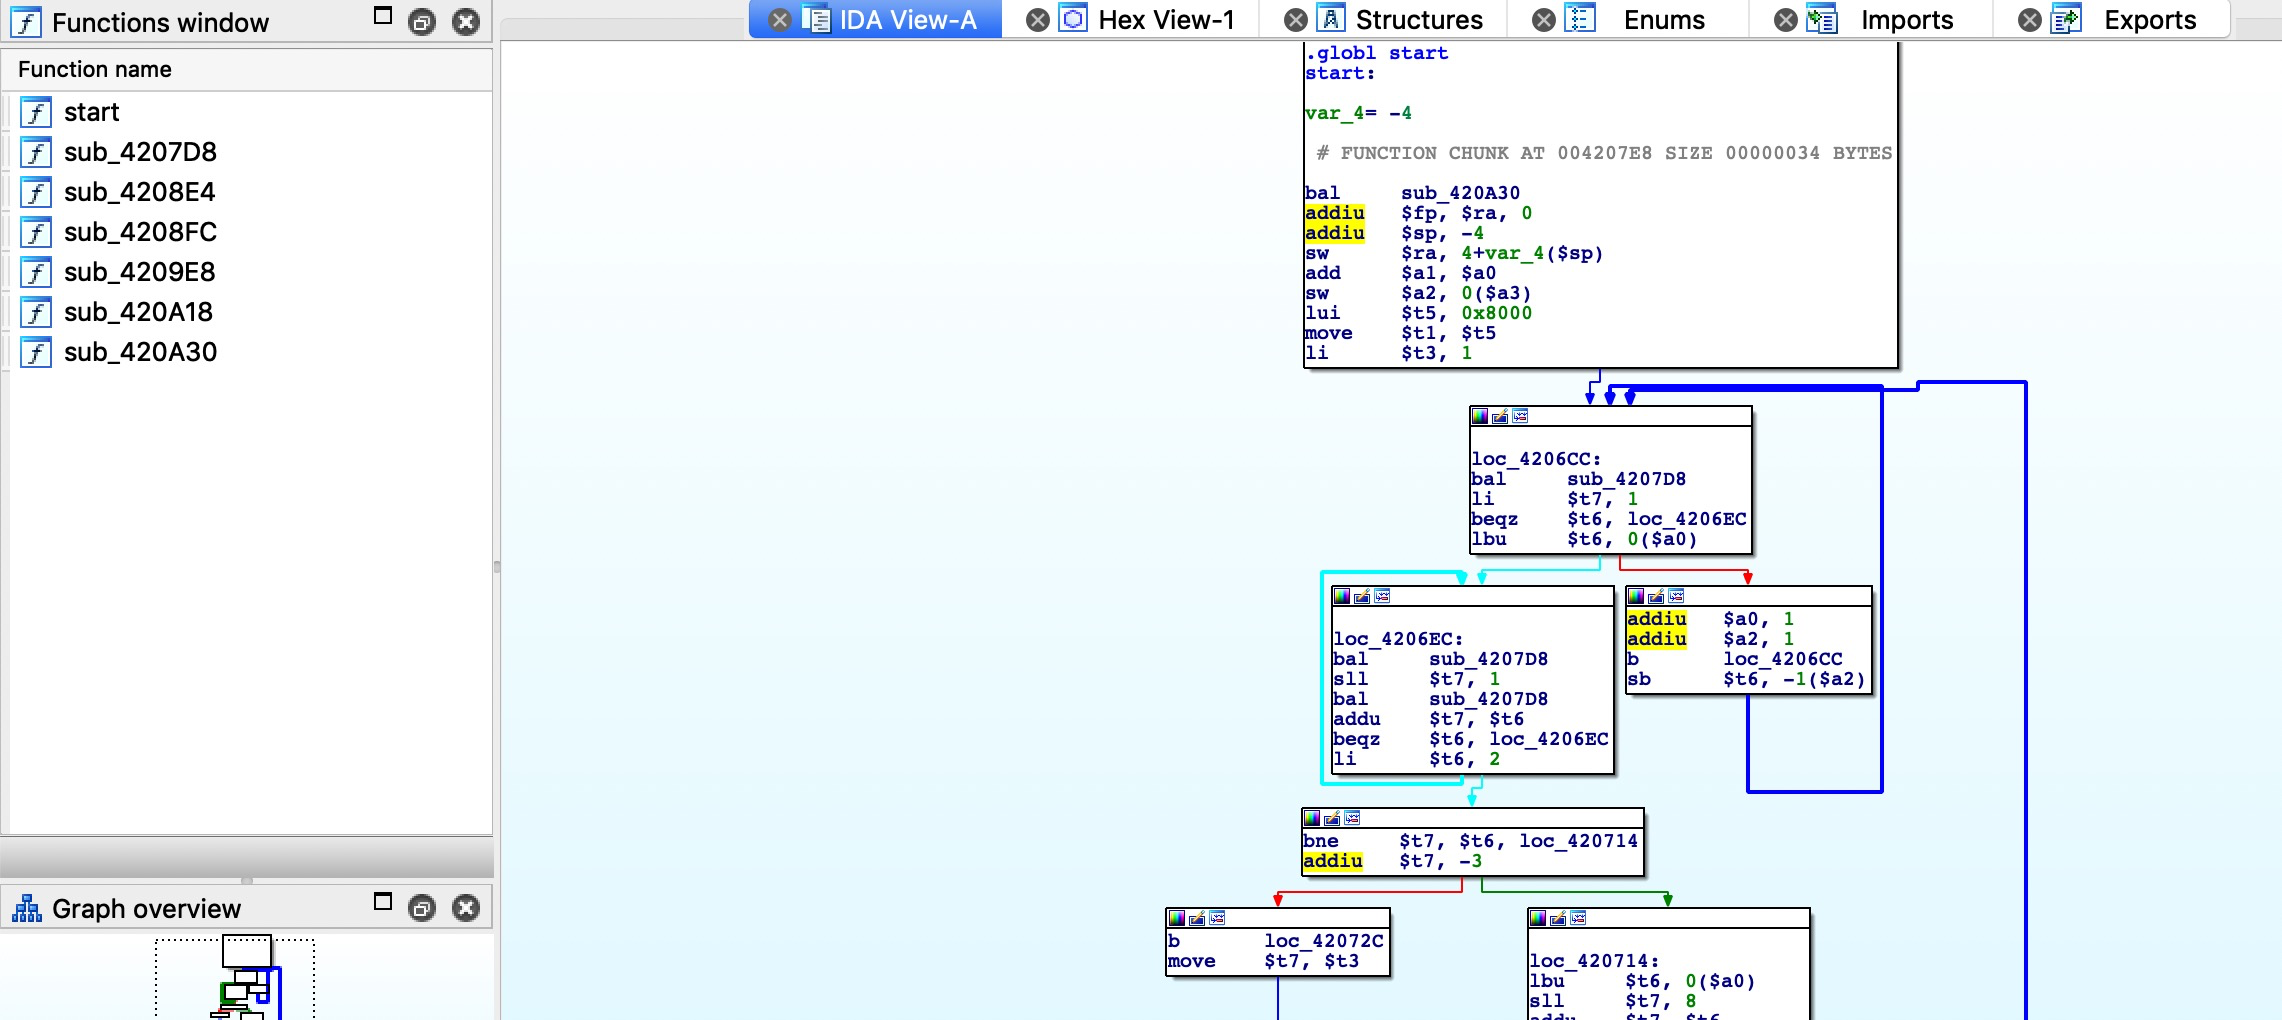 Functions window
IDA View-A
Hex View-1
Structures
Enums
Imports
Exports
Function name
start
sub_4207D8
sub_4208E4
sub_4208FC
sub_4209E8
sub_420A18
sub_420A30
Graph overview
.globl start
start:
var_4= -4
# FUNCTION CHUNK AT 004207E8 SIZE 00000034 BYTES
bal sub_420A30
addiu $fp, $ra, 0
addiu $sp, -4
sw $ra, 4+var_4($sp)
add $a1, $a0
sw $a2, 0($a3)
lui $t5, 0x8000
move $t1, $t5
li $t3, 1
loc_4206CC:
bal sub_4207D8
li $t7, 1
beqz $t6, loc_4206EC
lbu $t6, 0($a0)
loc_4206EC:
bal sub_4207D8
sll $t7, 1
bal sub_4207D8
addu $t7, $t6
beqz $t6, loc_4206EC
li $t6, 2
addiu $a0, 1
addiu $a2, 1
b loc_4206CC
sb $t6, -1($a2)
bne $t7, $t6, loc_420714
addiu $t7, -3
b loc_42072C
move $t7, $t3
loc_420714:
lbu $t6, 0($a0)
sll $t7, 8